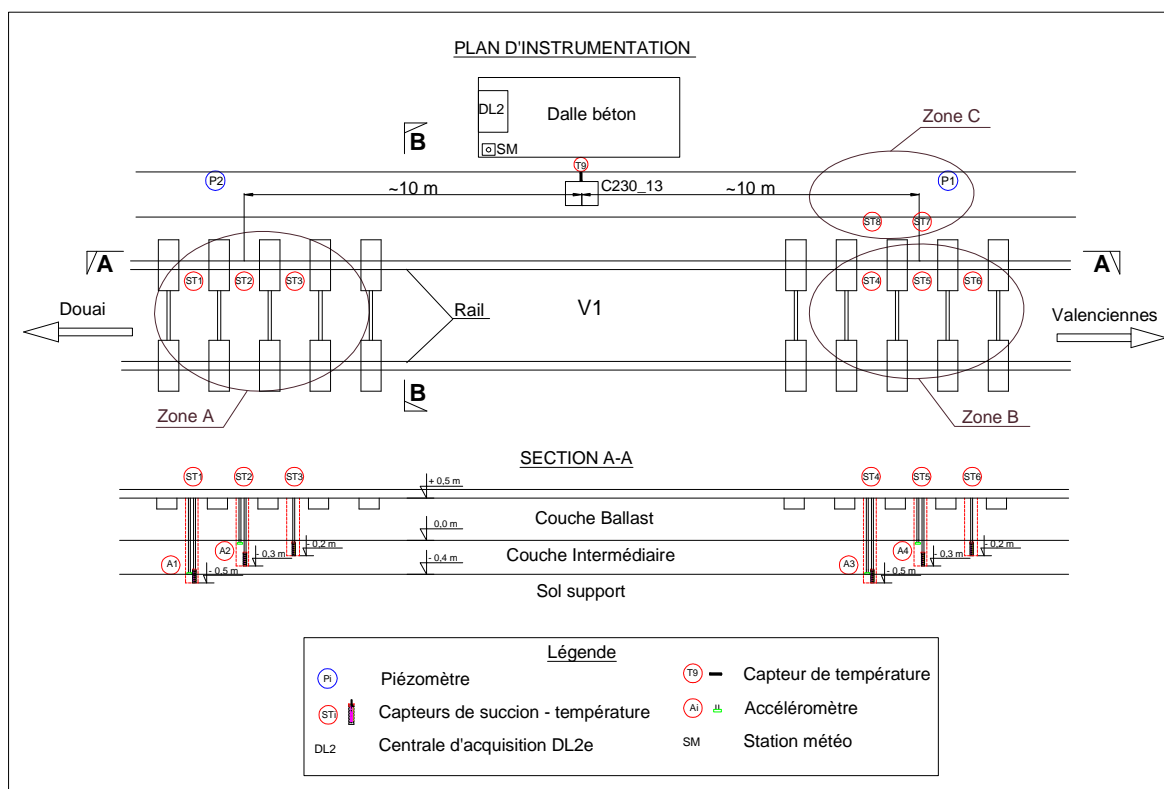 PLAN D'INSTRUMENTATION
DL2
Dalle béton
SM
B
Zone C
T9
P2
P1
~10 m
C230_13
~10 m
ST8
ST7
A
A
ST1
ST2
ST3
ST4
ST5
ST6
Douai
Rail
V1
Valenciennes
B
Zone A
Zone B
SECTION A-A
ST1
ST2
ST3
ST4
ST5
ST6
+ 0,5 m
Couche Ballast
0,0 m
A2
- 0,3 m
- 0,2 m
Couche Intermédiaire
A4
- 0,3 m
- 0,2 m
A1
- 0,5 m
- 0,4 m
A3
- 0,5 m
Sol support
Légende
Pi
Piézomètre
T9
Capteur de température
STi
Capteurs de succion - température
Ai
Accéléromètre
DL2
Centrale d'acquisition DL2e
SM
Station météo